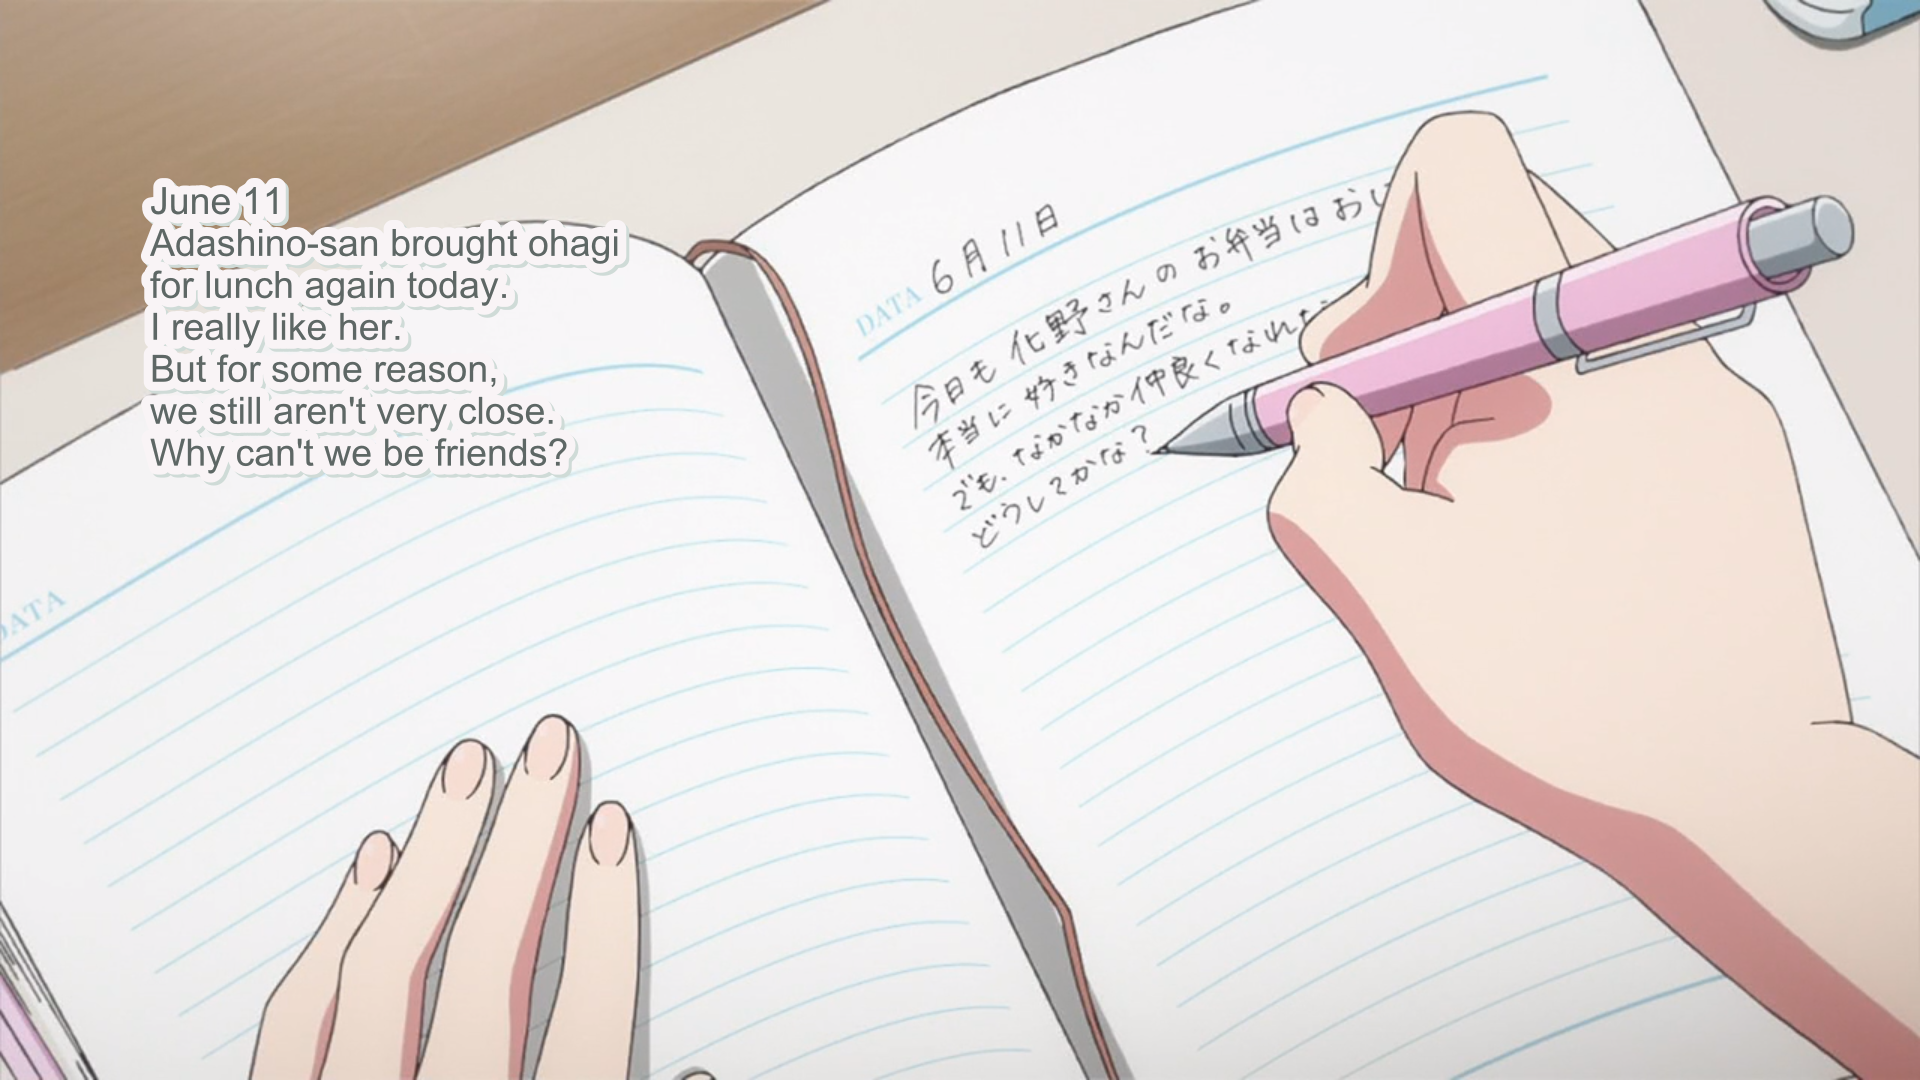 June 11
Adashino-san brought ohagi
for lunch again today.
I really like her.
But for some reason,
we still aren't very close.
Why can't we be friends?
DATA
DATA 6月11日
今日も化野さんのお弁当はお
本当に好きなんだな。
でも、なかなか仲良くなれ
どうしてかな?